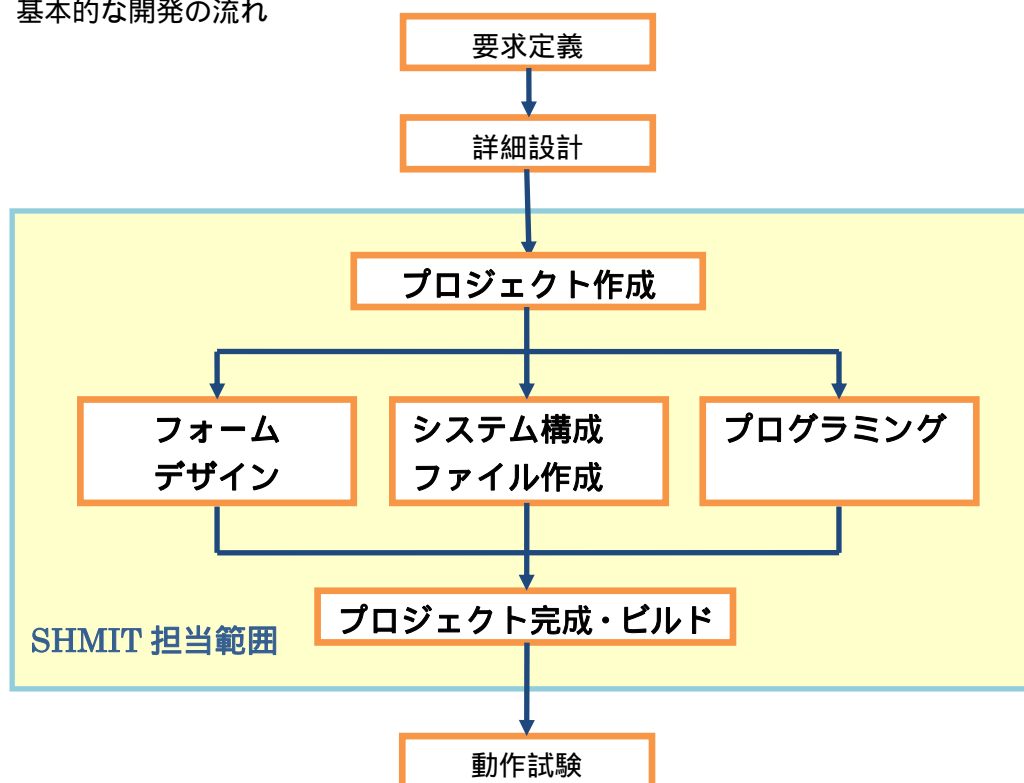 基本的な開発の流れ
要求定義
詳細設計
プロジェクト作成
フォーム
デザイン
システム構成
ファイル作成
プログラミング
プロジェクト完成・ビルド
SHMIT 担当範囲
動作試験